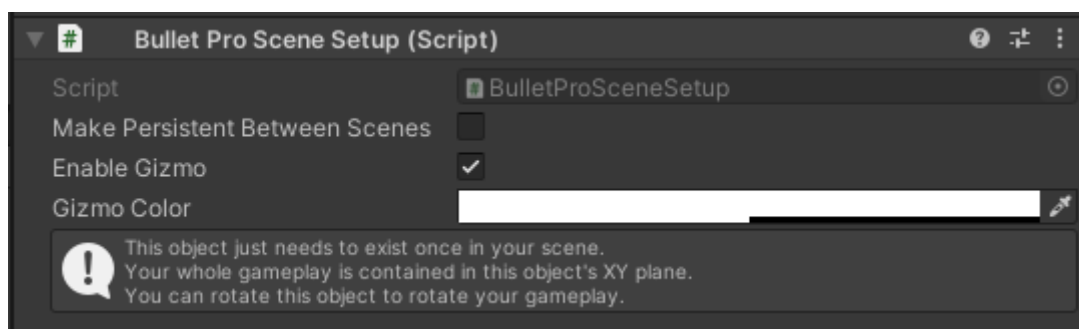 Bullet Pro Scene Setup (Script)
Script BulletProSceneSetup
Make Persistent Between Scenes
Enable Gizmo
Gizmo Color
This object just needs to exist once in your scene.
Your whole gameplay is contained in this object's XY plane.
You can rotate this object to rotate your gameplay.